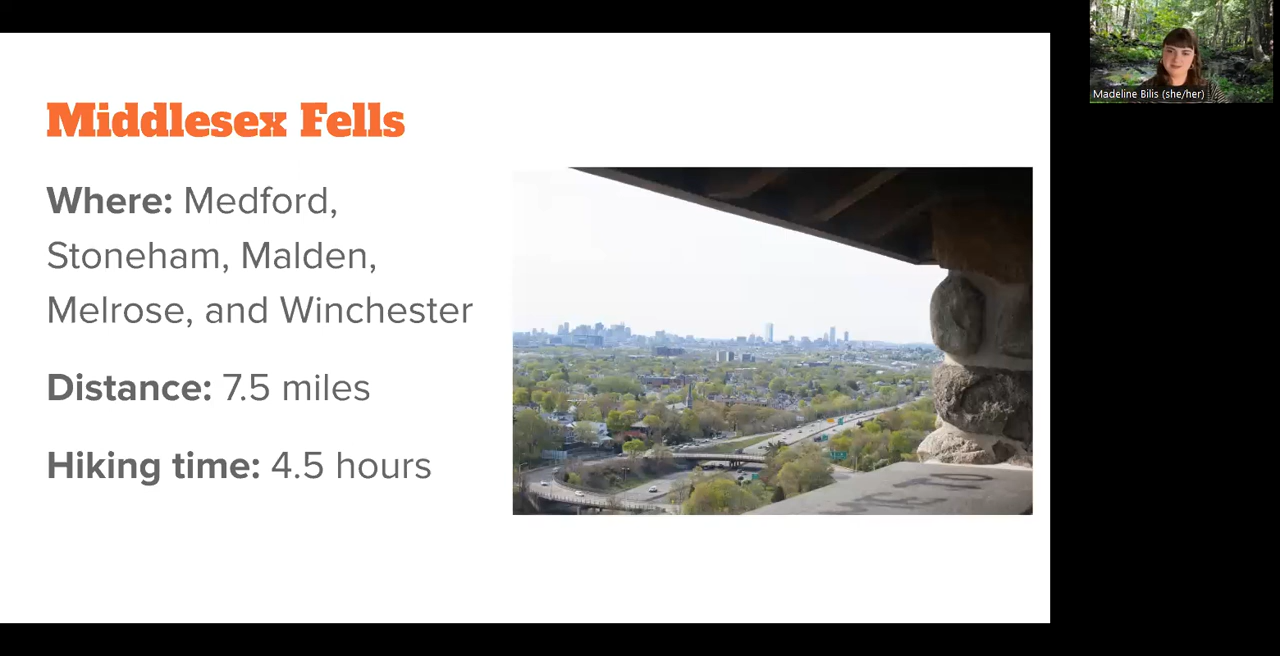 Middlesex Fells
Where: Medford,
Stoneham, Malden,
Melrose, and Winchester
Distance: 7.5 miles
Hiking time: 4.5 hours
Madeline Bilis (she/her)